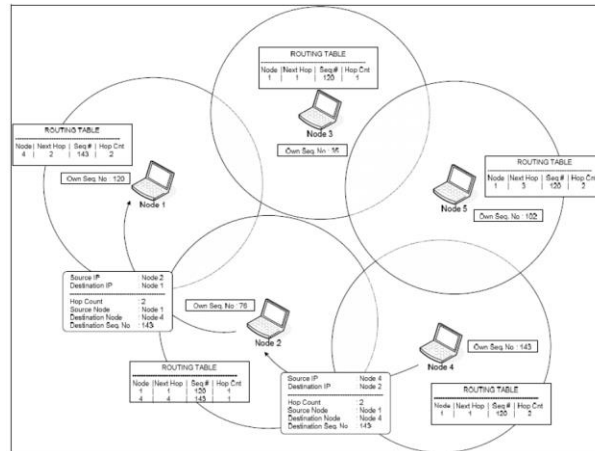 ROUTING TABLE
Node |Next Hop | Seq# | Hop Cnt
1 | 1 | 120 | 1
Node 3
ROUTING TABLE
Node| Next Hop | Seq# | Hop Cnt
4 | 2 | 143 | 2
Own Seq. No : 120
Node 1
Node 5
ROUTING TABLE
Node | Next Hop | Seq# | Hop Cnt
1 | 3 | 120 | 2
Own Seq. No : 102
Source IP : Node 2
Destination IP : Node 1
Hop Count : 2
Source Node : Node 1
Destination Node : Node 4
Destination Seq. No : 143
Own Seq. No : 76
Node 2
Own Seq. No : 143
Node 4
ROUTING TABLE
Node | Next Hop | Seq# | Hop Cnt
1 | 1 | 120 | 1
4 | 4 | 143 | 1
Source IP : Node 4
Destination IP : Node 2
Hop Count : 2
Source Node : Node 1
Destination Node : Node 4
Destination Seq. No : 143
ROUTING TABLE
Node | Next Hop | Seq# | Hop Cnt
1 | 1 | 120 | 2